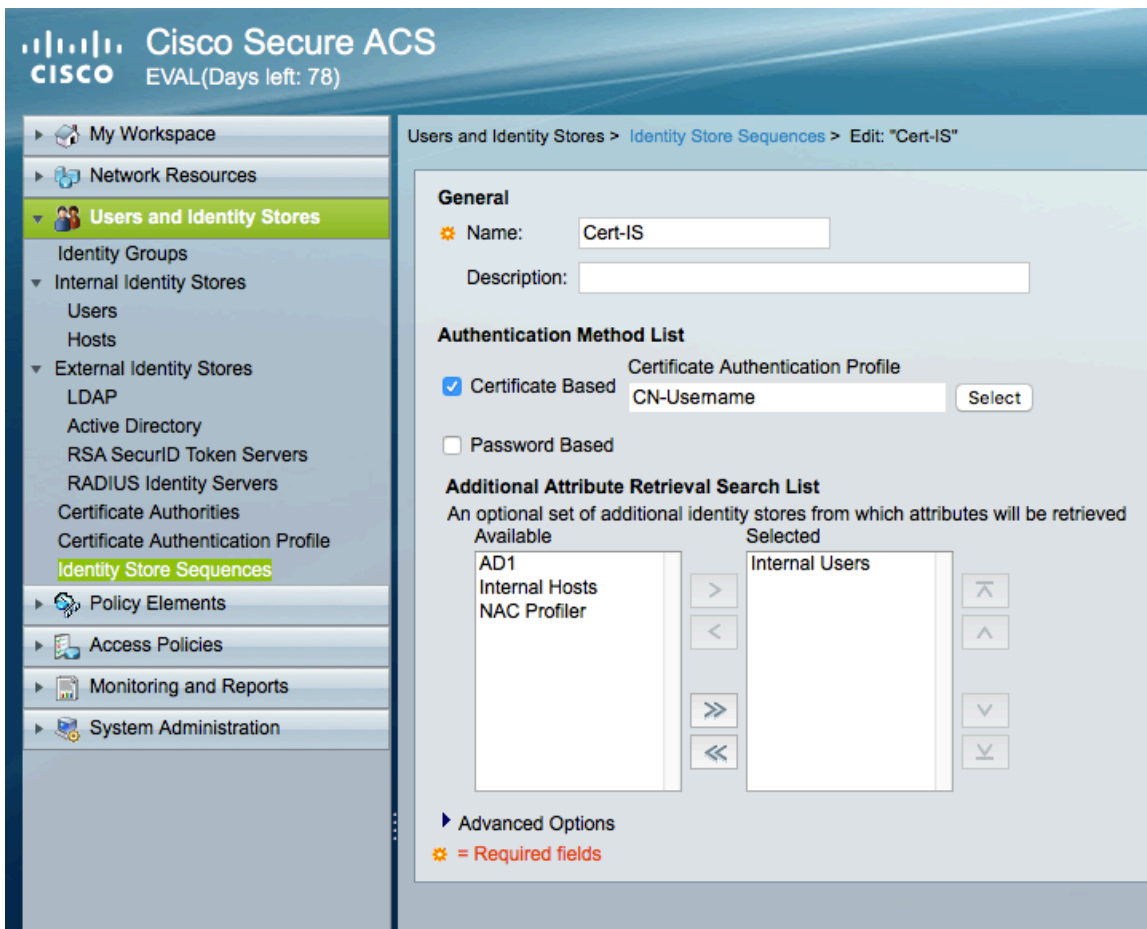 CISCO
Cisco Secure ACS
EVAL(Days left: 78)
My Workspace
Network Resources
Users and Identity Stores
Identity Groups
Internal Identity Stores
Users
Hosts
External Identity Stores
LDAP
Active Directory
RSA SecurID Token Servers
RADIUS Identity Servers
Certificate Authorities
Certificate Authentication Profile
Identity Store Sequences
Policy Elements
Access Policies
Monitoring and Reports
System Administration
Users and Identity Stores > Identity Store Sequences > Edit: "Cert-IS"
General
Name: Cert-IS
Description:
Authentication Method List
Certificate Authentication Profile
Certificate Based CN-Username Select
Password Based
Additional Attribute Retrieval Search List
An optional set of additional identity stores from which attributes will be retrieved
Available Selected
AD1 Internal Users
Internal Hosts
NAC Profiler
Advanced Options
= Required fields